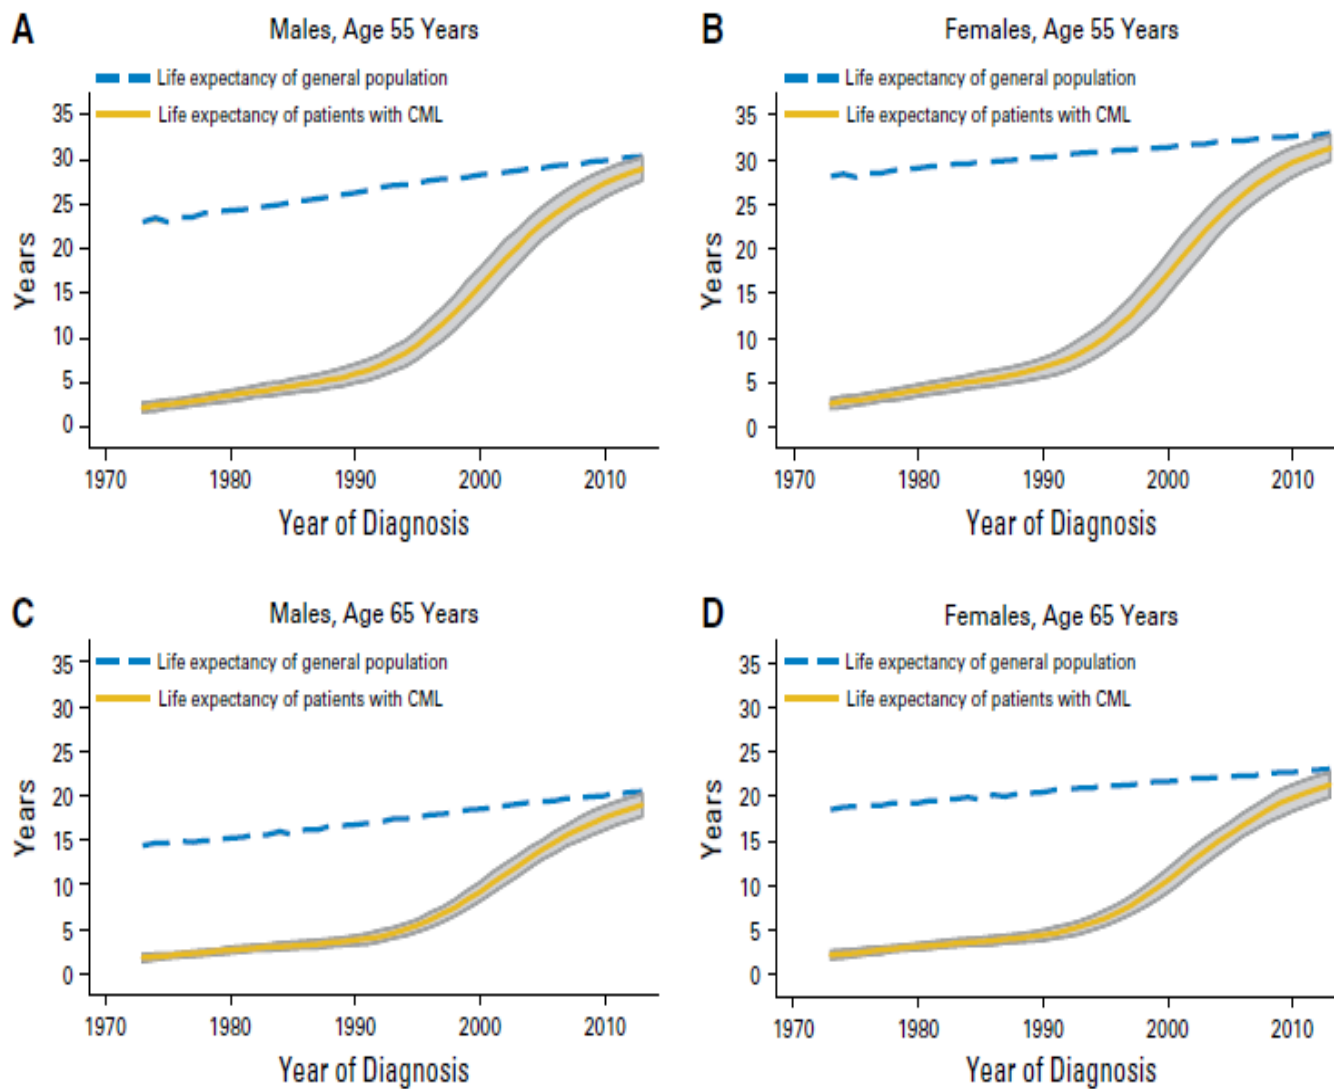 A
Males, Age 55 Years
Life expectancy of general population
Life expectancy of patients with CML
Years
35
30
25
20
15
10
5
0
1970 1980 1990 2000 2010
Year of Diagnosis
B
Females, Age 55 Years
Life expectancy of general population
Life expectancy of patients with CML
Years
35
30
25
20
15
10
5
0
1970 1980 1990 2000 2010
Year of Diagnosis
C
Males, Age 65 Years
Life expectancy of general population
Life expectancy of patients with CML
Years
35
30
25
20
15
10
5
0
1970 1980 1990 2000 2010
Year of Diagnosis
D
Females, Age 65 Years
Life expectancy of general population
Life expectancy of patients with CML
Years
35
30
25
20
15
10
5
0
1970 1980 1990 2000 2010
Year of Diagnosis